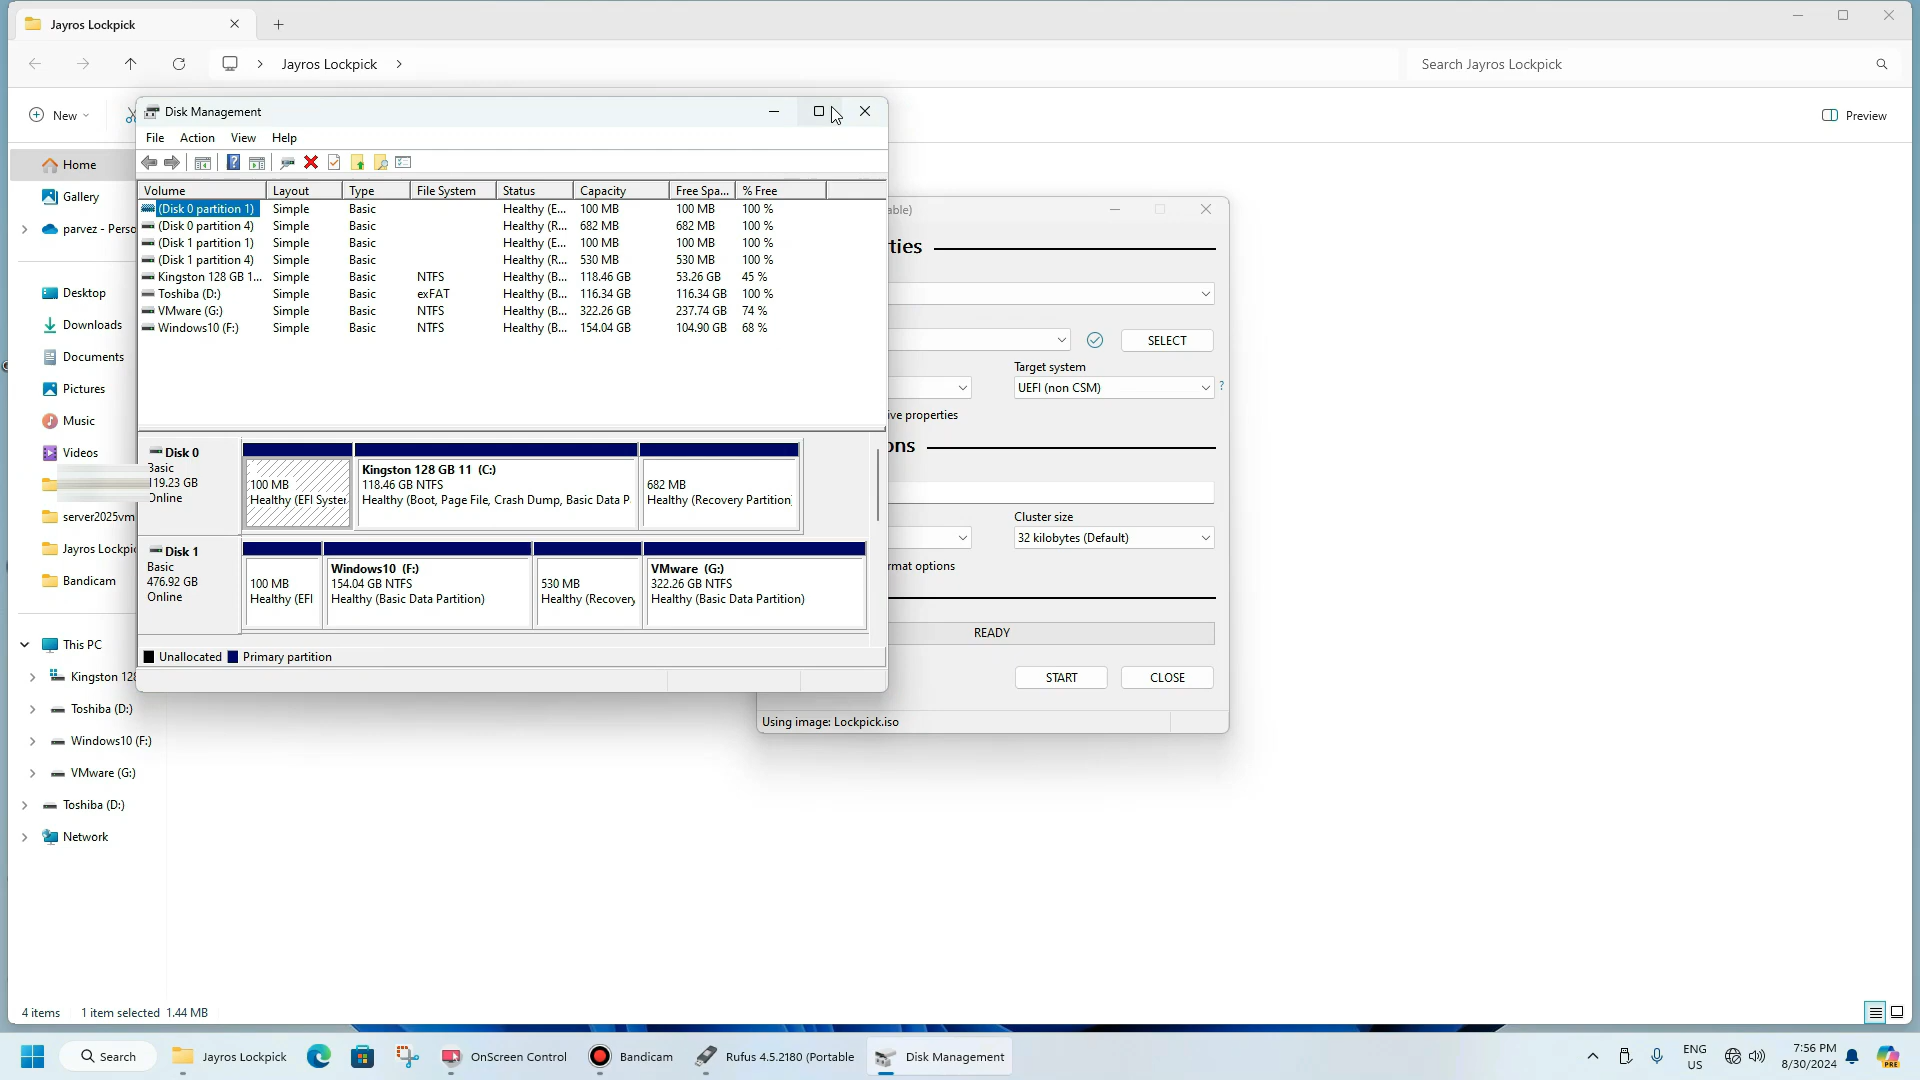 Jayros Lockpick
Jayros Lockpick
Search Jayros Lockpick
New
Preview
Home
Gallery
parvez - Perso
Desktop
Downloads
Documents
Pictures
Music
Videos
server2025vm
Jayros Lockpic
Bandicam
This PC
Kingston 128
Toshiba (D:)
Windows10 (F:)
VMware (G:)
Toshiba (D:)
Network
4 items 1 item selected 1.44 MB
Disk Management
File Action View Help
Volume Layout Type File System Status Capacity Free Spa... % Free
(Disk 0 partition 1) Simple Basic Healthy (E... 100 MB 100 MB 100 %
(Disk 0 partition 4) Simple Basic Healthy (R... 682 MB 682 MB 100 %
(Disk 1 partition 1) Simple Basic Healthy (E... 100 MB 100 MB 100 %
(Disk 1 partition 4) Simple Basic Healthy (R... 530 MB 530 MB 100 %
Kingston 128 GB 1... Simple Basic NTFS Healthy (B... 118.46 GB 53.26 GB 45 %
Toshiba (D:) Simple Basic exFAT Healthy (B... 116.34 GB 116.34 GB 100 %
VMware (G:) Simple Basic NTFS Healthy (B... 322.26 GB 237.74 GB 74 %
Windows10 (F:) Simple Basic NTFS Healthy (B... 154.04 GB 104.90 GB 68 %
Disk 0
Basic
119.23 GB
Online
100 MB
Healthy (EFI System
Kingston 128 GB 11 (C:)
118.46 GB NTFS
Healthy (Boot, Page File, Crash Dump, Basic Data P
682 MB
Healthy (Recovery Partition)
Disk 1
Basic
476.92 GB
Online
100 MB
Healthy (EFI
Windows10 (F:)
154.04 GB NTFS
Healthy (Basic Data Partition)
530 MB
Healthy (Recovery
VMware (G:)
322.26 GB NTFS
Healthy (Basic Data Partition)
Unallocated Primary partition
able)
ties
SELECT
Target system
UEFI (non CSM) ?
ive properties
ons
Cluster size
32 kilobytes (Default)
rmat options
READY
START CLOSE
Using image: Lockpick.iso
Search
Jayros Lockpick
OnScreen Control
Bandicam
Rufus 4.5.2180 (Portable
Disk Management
ENG
US
7:56 PM
8/30/2024
PRE